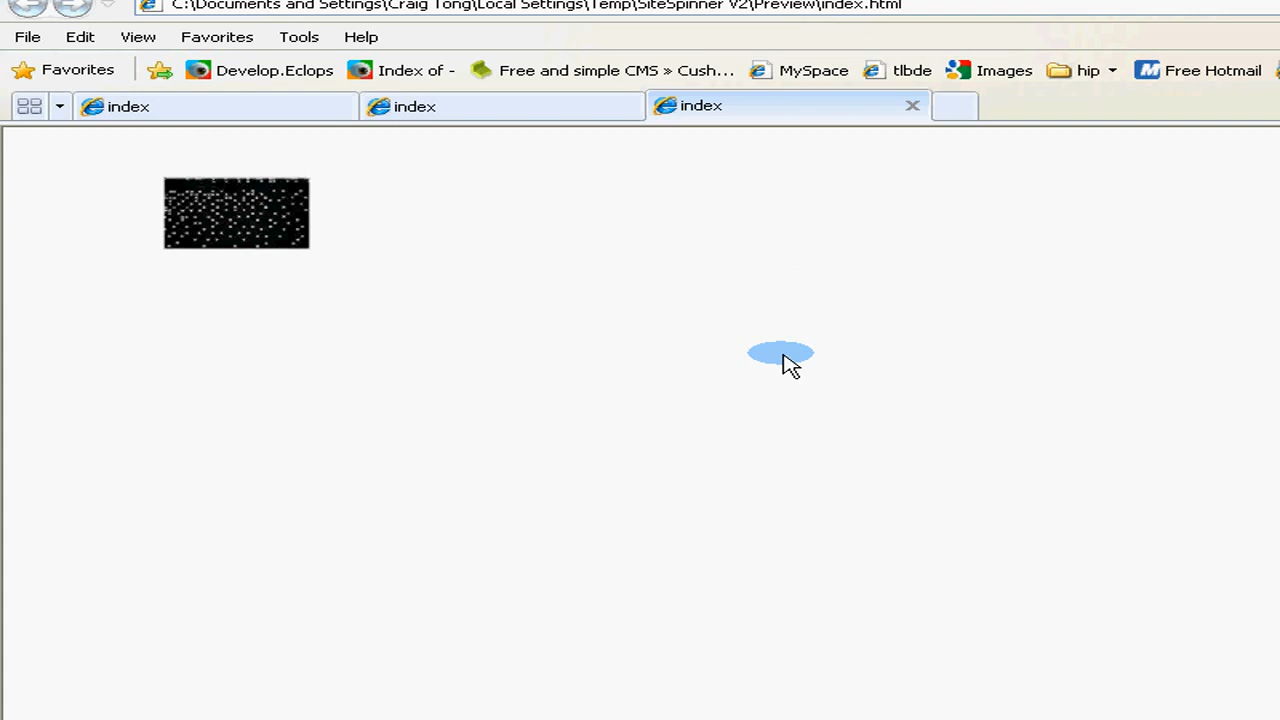 C:\Documents and Settings\Craig Tong\Local Settings\Temp\SiteSpinner V2\Preview\index.html
File Edit View Favorites Tools Help
Favorites Develop.Eclops Index of - Free and simple CMS » Cush... MySpace tlbde Images hip Free Hotmail
index index index